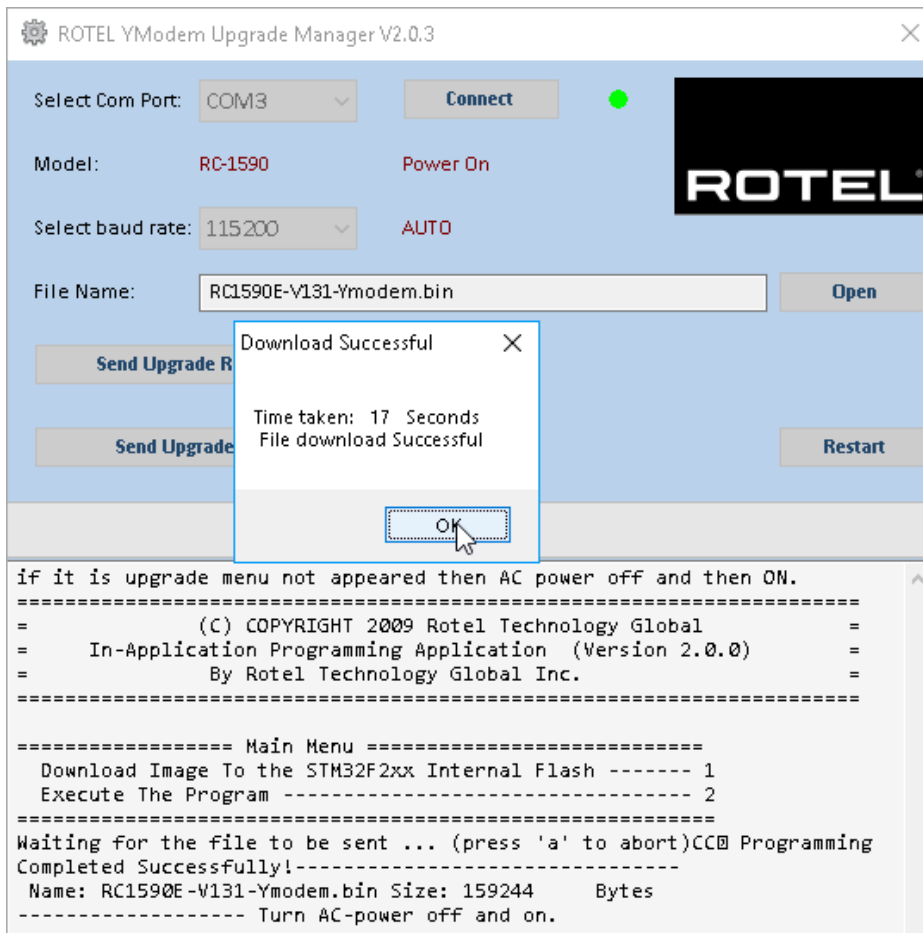 ROTEL YModem Upgrade Manager V2.0.3
Select Com Port: COM3 Connect
ROTEL
Model: RC-1590 Power On
Select baud rate: 115200 AUTO
File Name: RC1590E-V131-Ymodem.bin Open
Download Successful
Send Upgrade
Time taken: 17 Seconds
File download Successful
Send Upgrade Restart
OK
if it is upgrade menu not appeared then AC power off and then ON.
======================================================================
= (C) COPYRIGHT 2009 Rotel Technology Global =
= In-Application Programming Application (Version 2.0.0) =
= By Rotel Technology Global Inc. =
======================================================================
================== Main Menu ============================
Download Image To the STM32F2xx Internal Flash ------- 1
Execute The Program ---------------------------------- 2
==========================================================
Waiting for the file to be sent ... (press 'a' to abort)CC Programming
Completed Successfully!--------------------------------
Name: RC1590E-V131-Ymodem.bin Size: 159244 Bytes
------------------- Turn AC-power off and on.